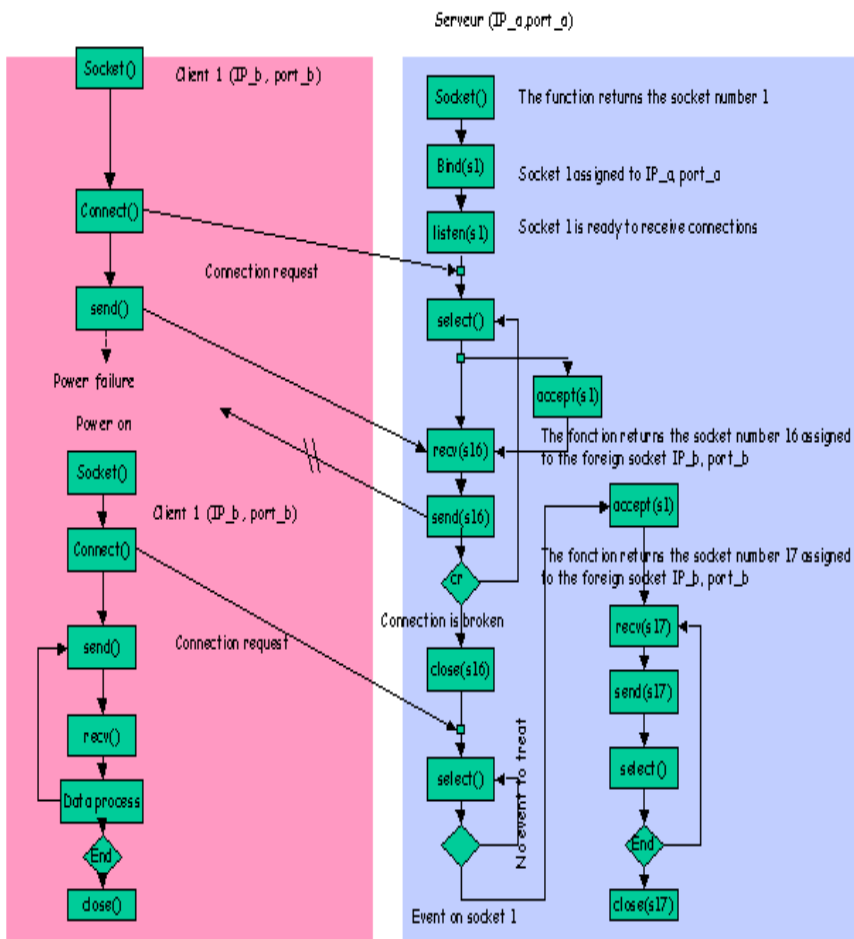 Serveur (IP_a,port_a)
Socket()
Client 1 (IP_b , port_b)
Connect()
Connection request
send()
Power failure
Power on
Socket()
Client 1 (IP_b , port_b)
Connect()
send()
Connection request
recv()
Data process
End
close()
Socket()
The function returns the socket number 1
Bind(s1)
Socket 1 assigned to IP_a, port_a
listen(s1)
Socket 1 is ready to receive connections
select()
accept(s1)
recv(s16)
The fonction returns the socket number 16 assigned
to the foreign socket IP_b, port_b
send(s16)
accept(s1)
cr
The fonction returns the socket number 17 assigned
to the foreign socket IP_b, port_b
Connection is broken
recv(s17)
close(s16)
send(s17)
select()
No event to treat
select()
End
Event on socket 1
close(s17)